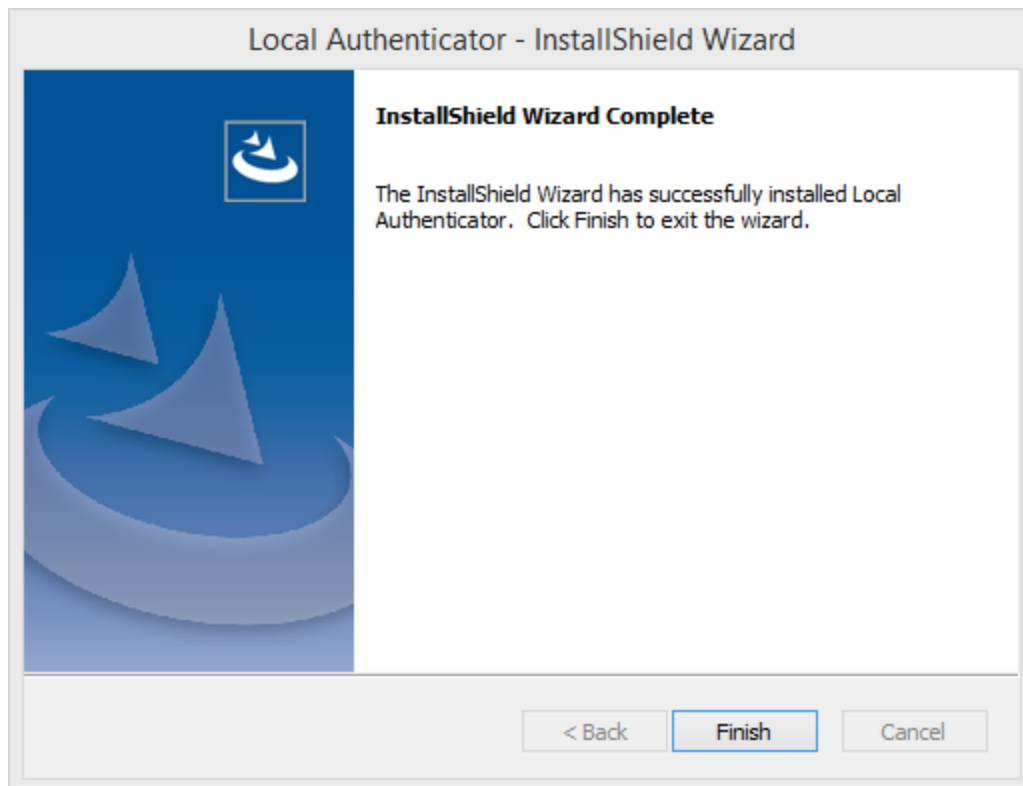 Local Authenticator - InstallShield Wizard
InstallShield Wizard Complete
The InstallShield Wizard has successfully installed Local
Authenticator.  Click Finish to exit the wizard.
< Back
Finish
Cancel